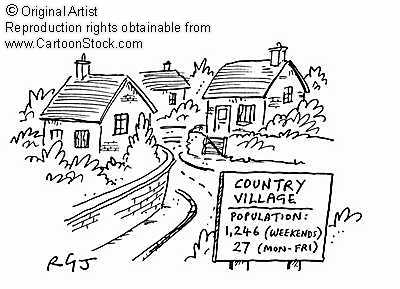 © Original Artist
Reproduction rights obtainable from
www.CartoonStock.com
COUNTRY
VILLAGE
POPULATION:
1,246 (WEEKENDS)
27 (MON-FRI)
RGJ